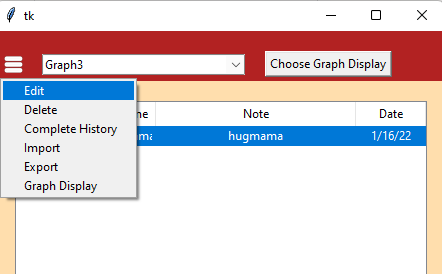 tk
Graph3 Choose Graph Display
Edit
Delete
Complete History
Import
Export
Graph Display
Note Date
hugmama 1/16/22